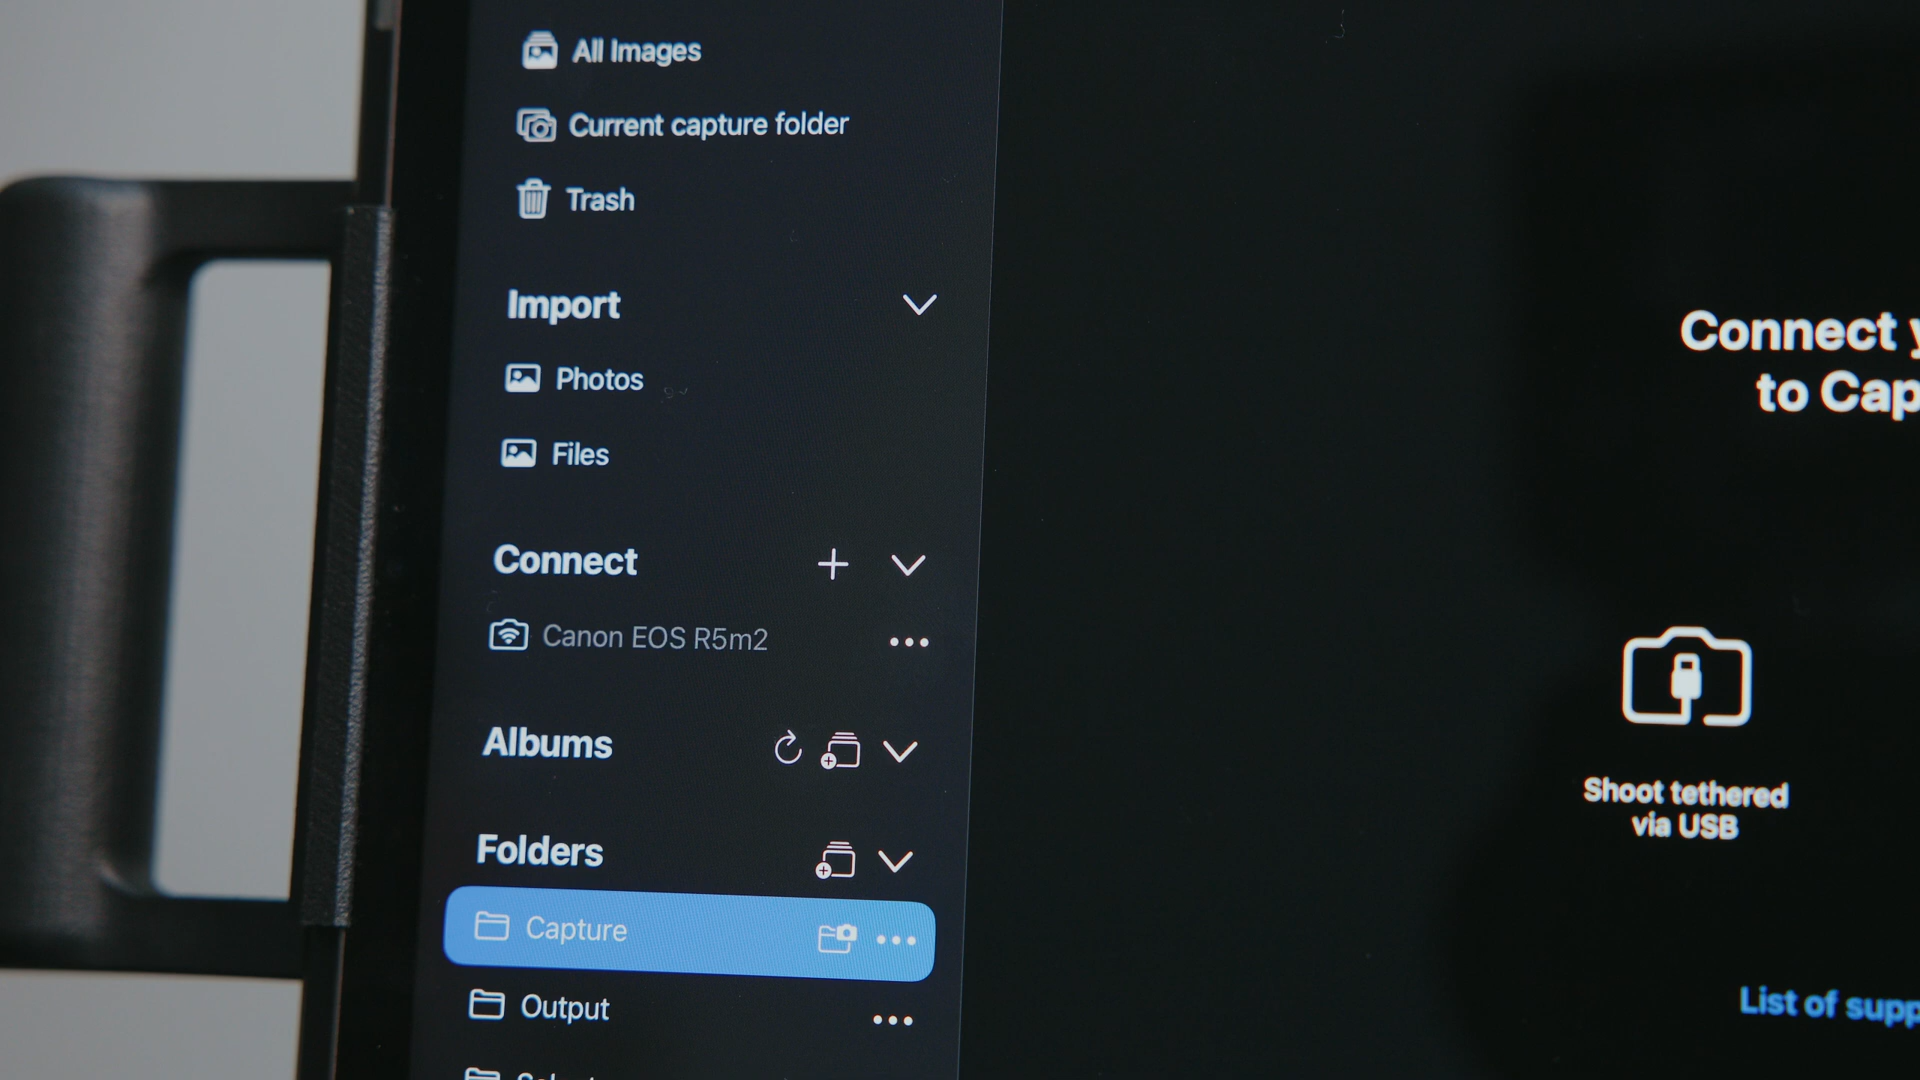 All Images
Current capture folder
Trash
Import
Photos
Files
Connect
Canon EOS R5m2
Albums
Folders
Capture
Output
Connect
to Cap
Shoot tethered
via USB
List of supp